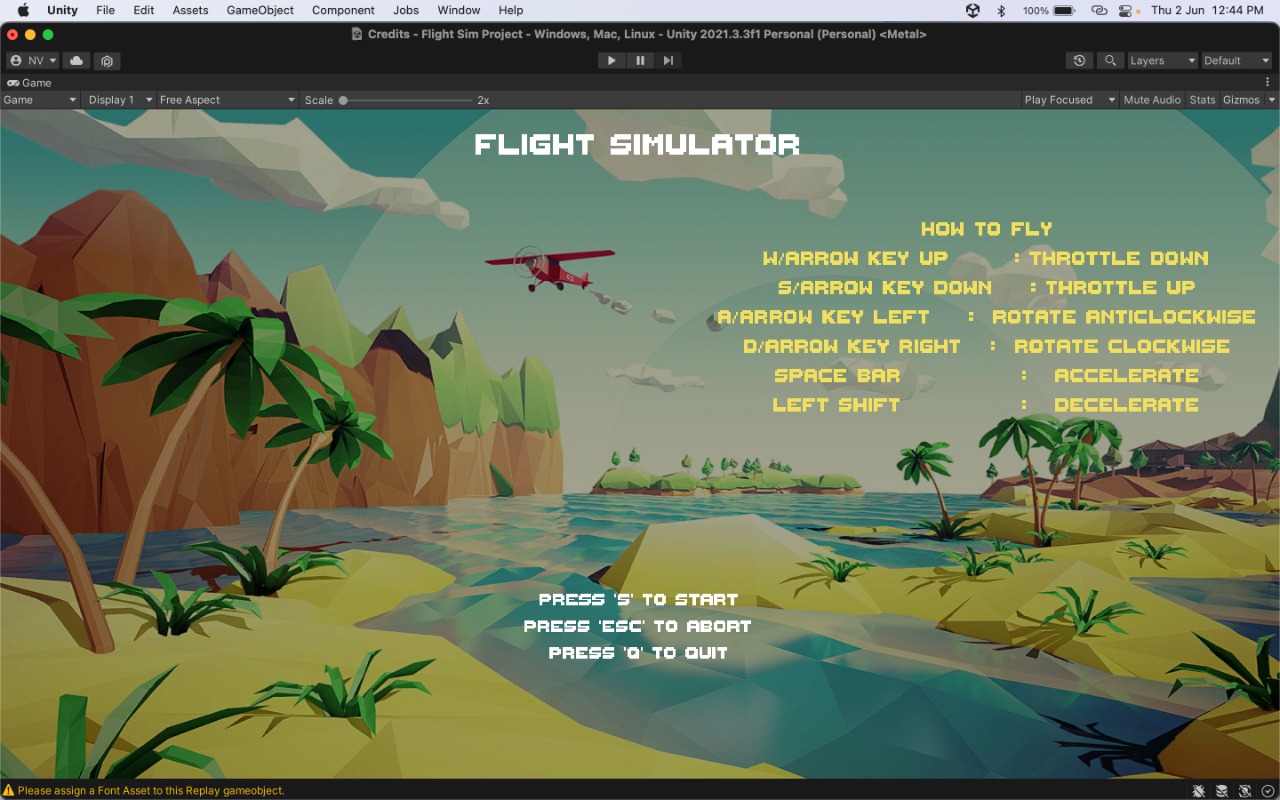 Unity File Edit Assets GameObject Component Jobs Window Help 100% Thu 2 Jun 12:44 PM
Credits - Flight Sim Project - Windows, Mac, Linux - Unity 2021.3.3f1 Personal (Personal) <Metal>
NV Layers Default
Game
Game Display 1 Free Aspect Scale 2x Play Focused Mute Audio Stats Gizmos
FLIGHT SIMULATOR
HOW TO FLY
W/ARROW KEY UP : THROTTLE DOWN
S/ARROW KEY DOWN : THROTTLE UP
A/ARROW KEY LEFT : ROTATE ANTICLOCKWISE
D/ARROW KEY RIGHT : ROTATE CLOCKWISE
SPACE BAR : ACCELERATE
LEFT SHIFT : DECELERATE
PRESS 'S' TO START
PRESS 'ESC' TO ABORT
PRESS 'Q' TO QUIT
Please assign a Font Asset to this Replay gameobject.